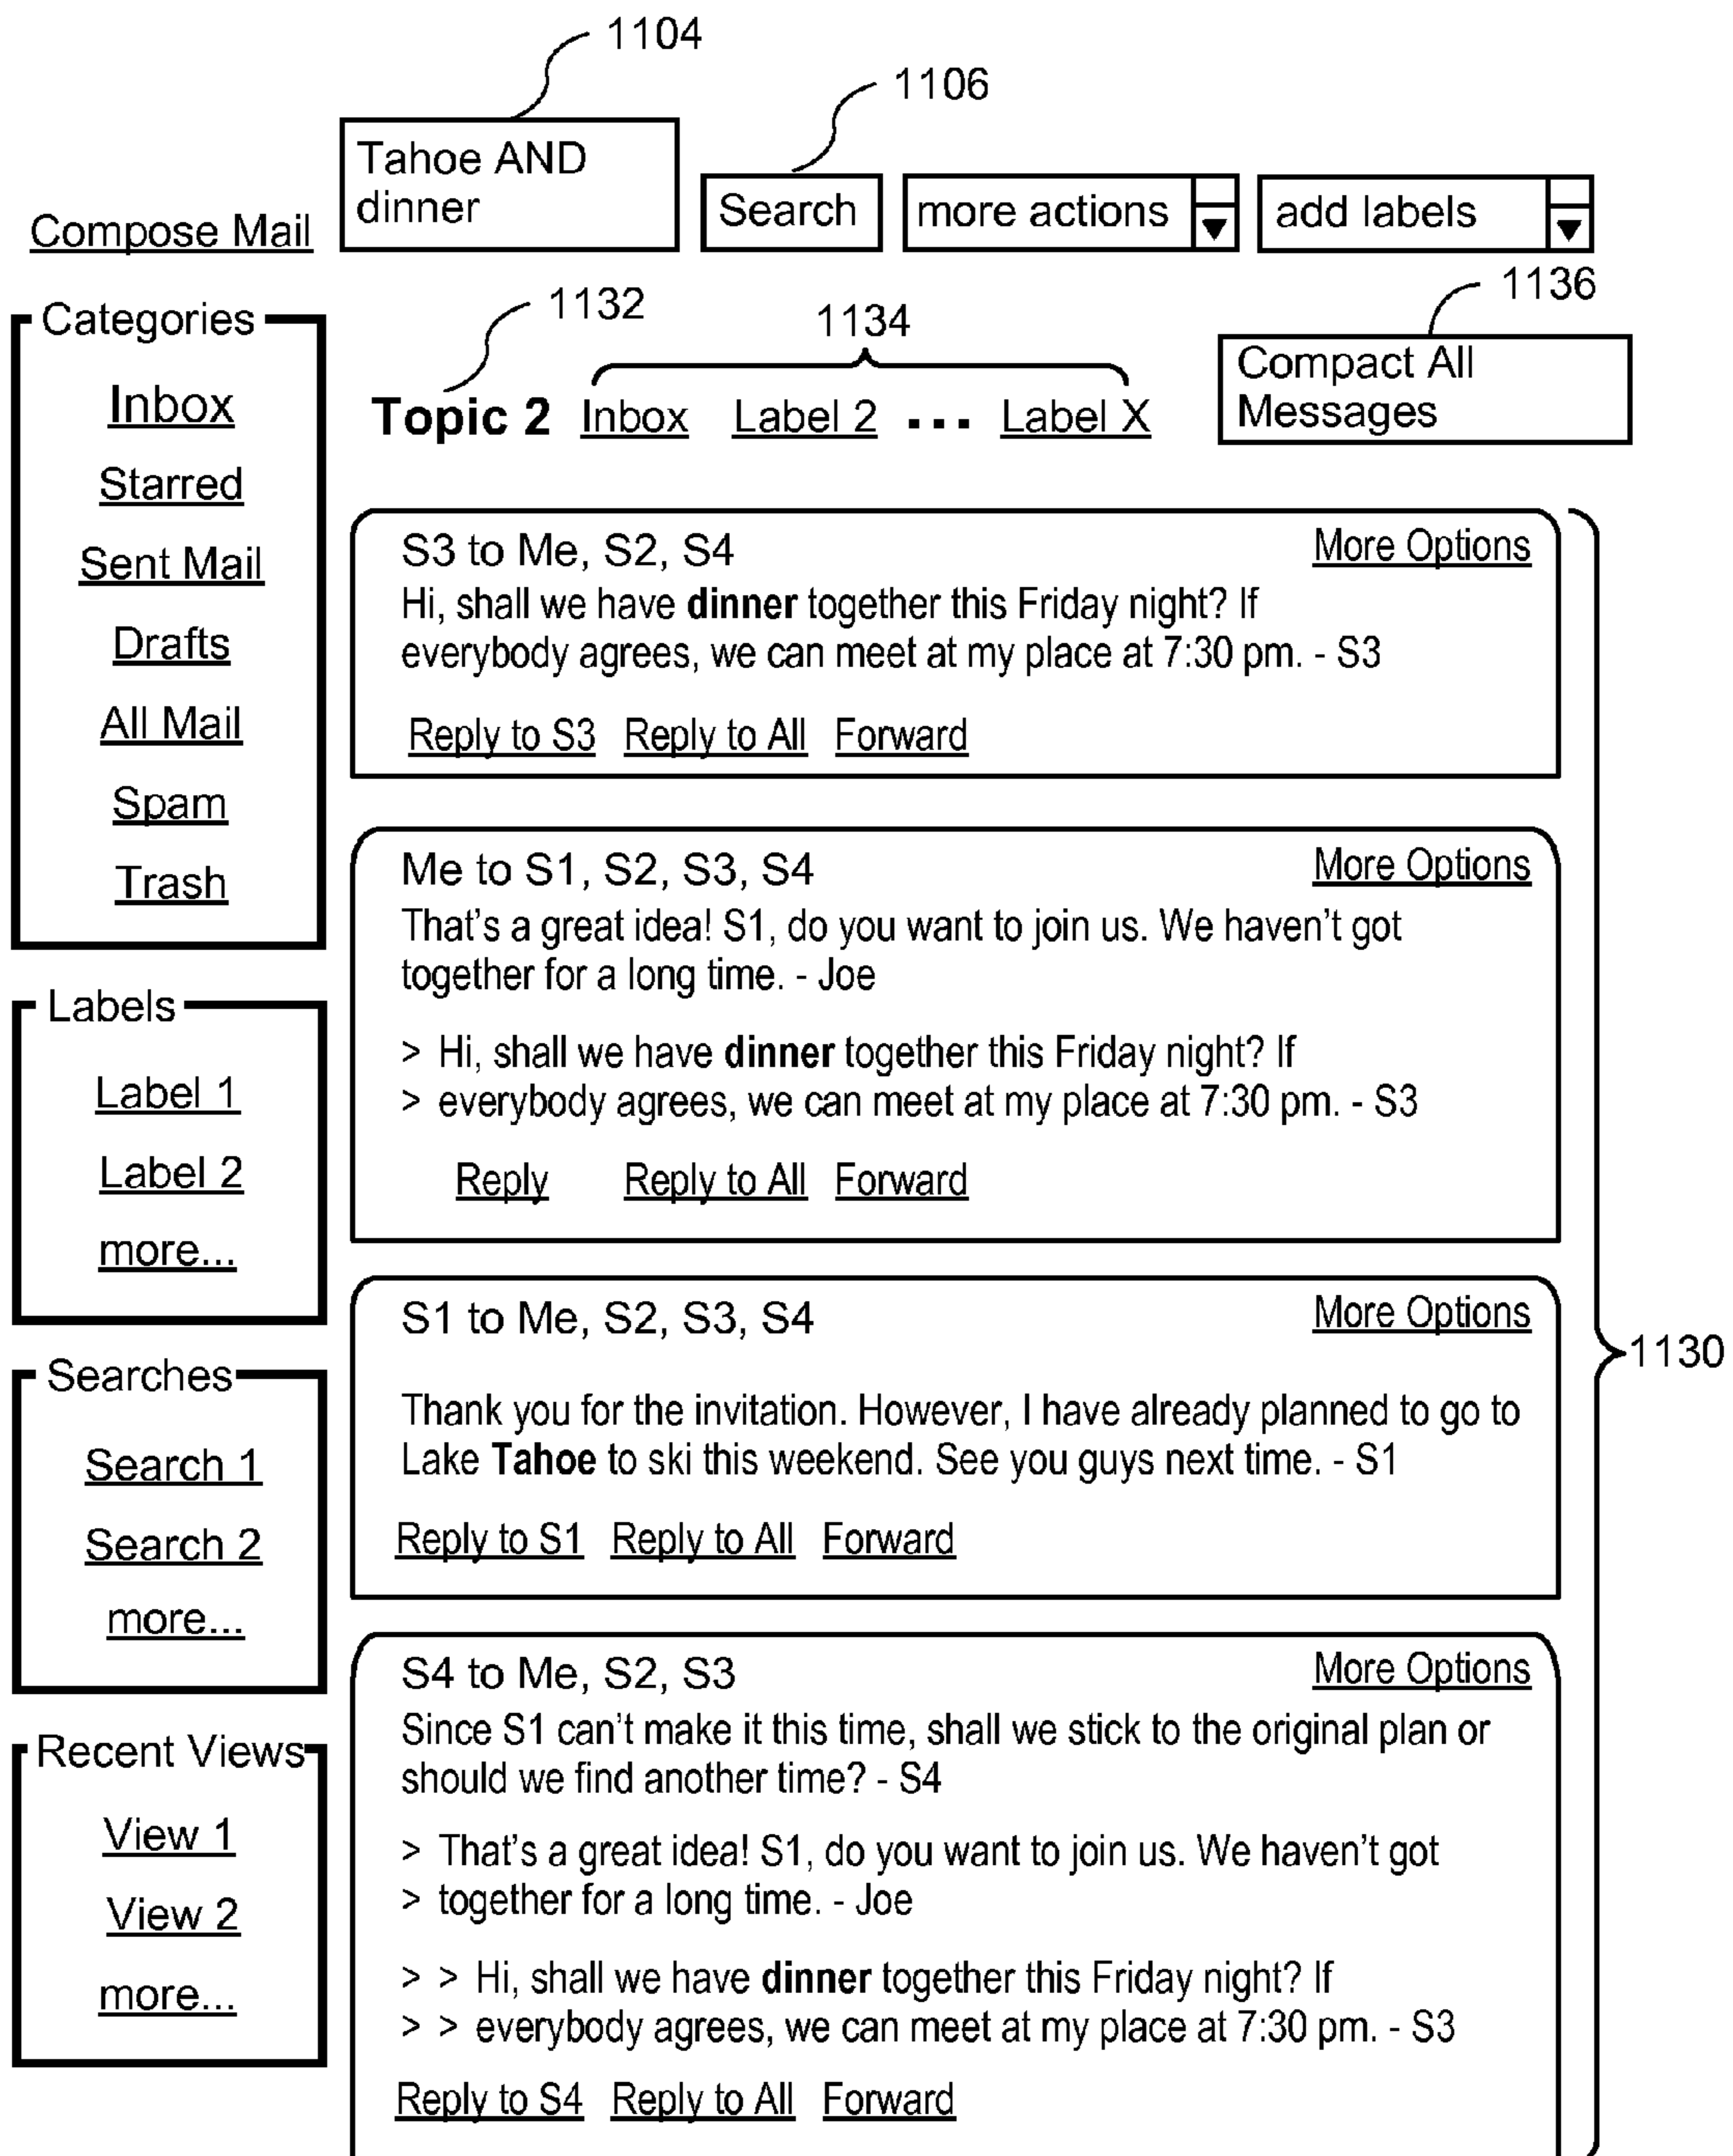 1104
1106
Tahoe AND
dinner
Compose Mail
Search
more actions
add labels
1132
1134
1136
Compact All
Messages
Topic 2 Inbox Label 2 ... Label X
Categories
Inbox
Starred
Sent Mail
Drafts
All Mail
Spam
Trash
Labels
Label 1
Label 2
more...
Searches
Search 1
Search 2
more...
Recent Views
View 1
View 2
more...
S3 to Me, S2, S4
More Options
Hi, shall we have dinner together this Friday night? If
everybody agrees, we can meet at my place at 7:30 pm. - S3
Reply to S3 Reply to All Forward
Me to S1, S2, S3, S4
More Options
That's a great idea! S1, do you want to join us. We haven't got
together for a long time. - Joe
> Hi, shall we have dinner together this Friday night? If
> everybody agrees, we can meet at my place at 7:30 pm. - S3
Reply Reply to All Forward
S1 to Me, S2, S3, S4
More Options
Thank you for the invitation. However, I have already planned to go to
Lake Tahoe to ski this weekend. See you guys next time. - S1
Reply to S1 Reply to All Forward
S4 to Me, S2, S3
More Options
Since S1 can't make it this time, shall we stick to the original plan or
should we find another time? - S4
> That's a great idea! S1, do you want to join us. We haven't got
> together for a long time. - Joe
> > Hi, shall we have dinner together this Friday night? If
> > everybody agrees, we can meet at my place at 7:30 pm. - S3
Reply to S4 Reply to All Forward
1130